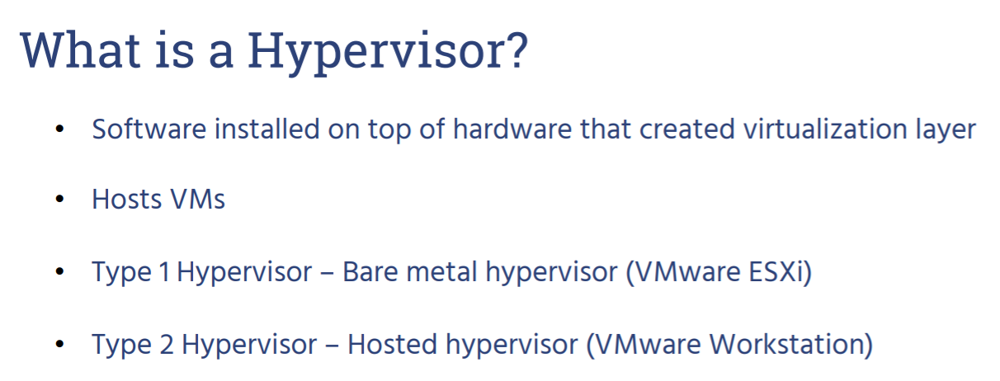 What is a Hypervisor?
• Software installed on top of hardware that created virtualization layer
• Hosts VMs
• Type 1 Hypervisor – Bare metal hypervisor (VMware ESXi)
• Type 2 Hypervisor – Hosted hypervisor (VMware Workstation)